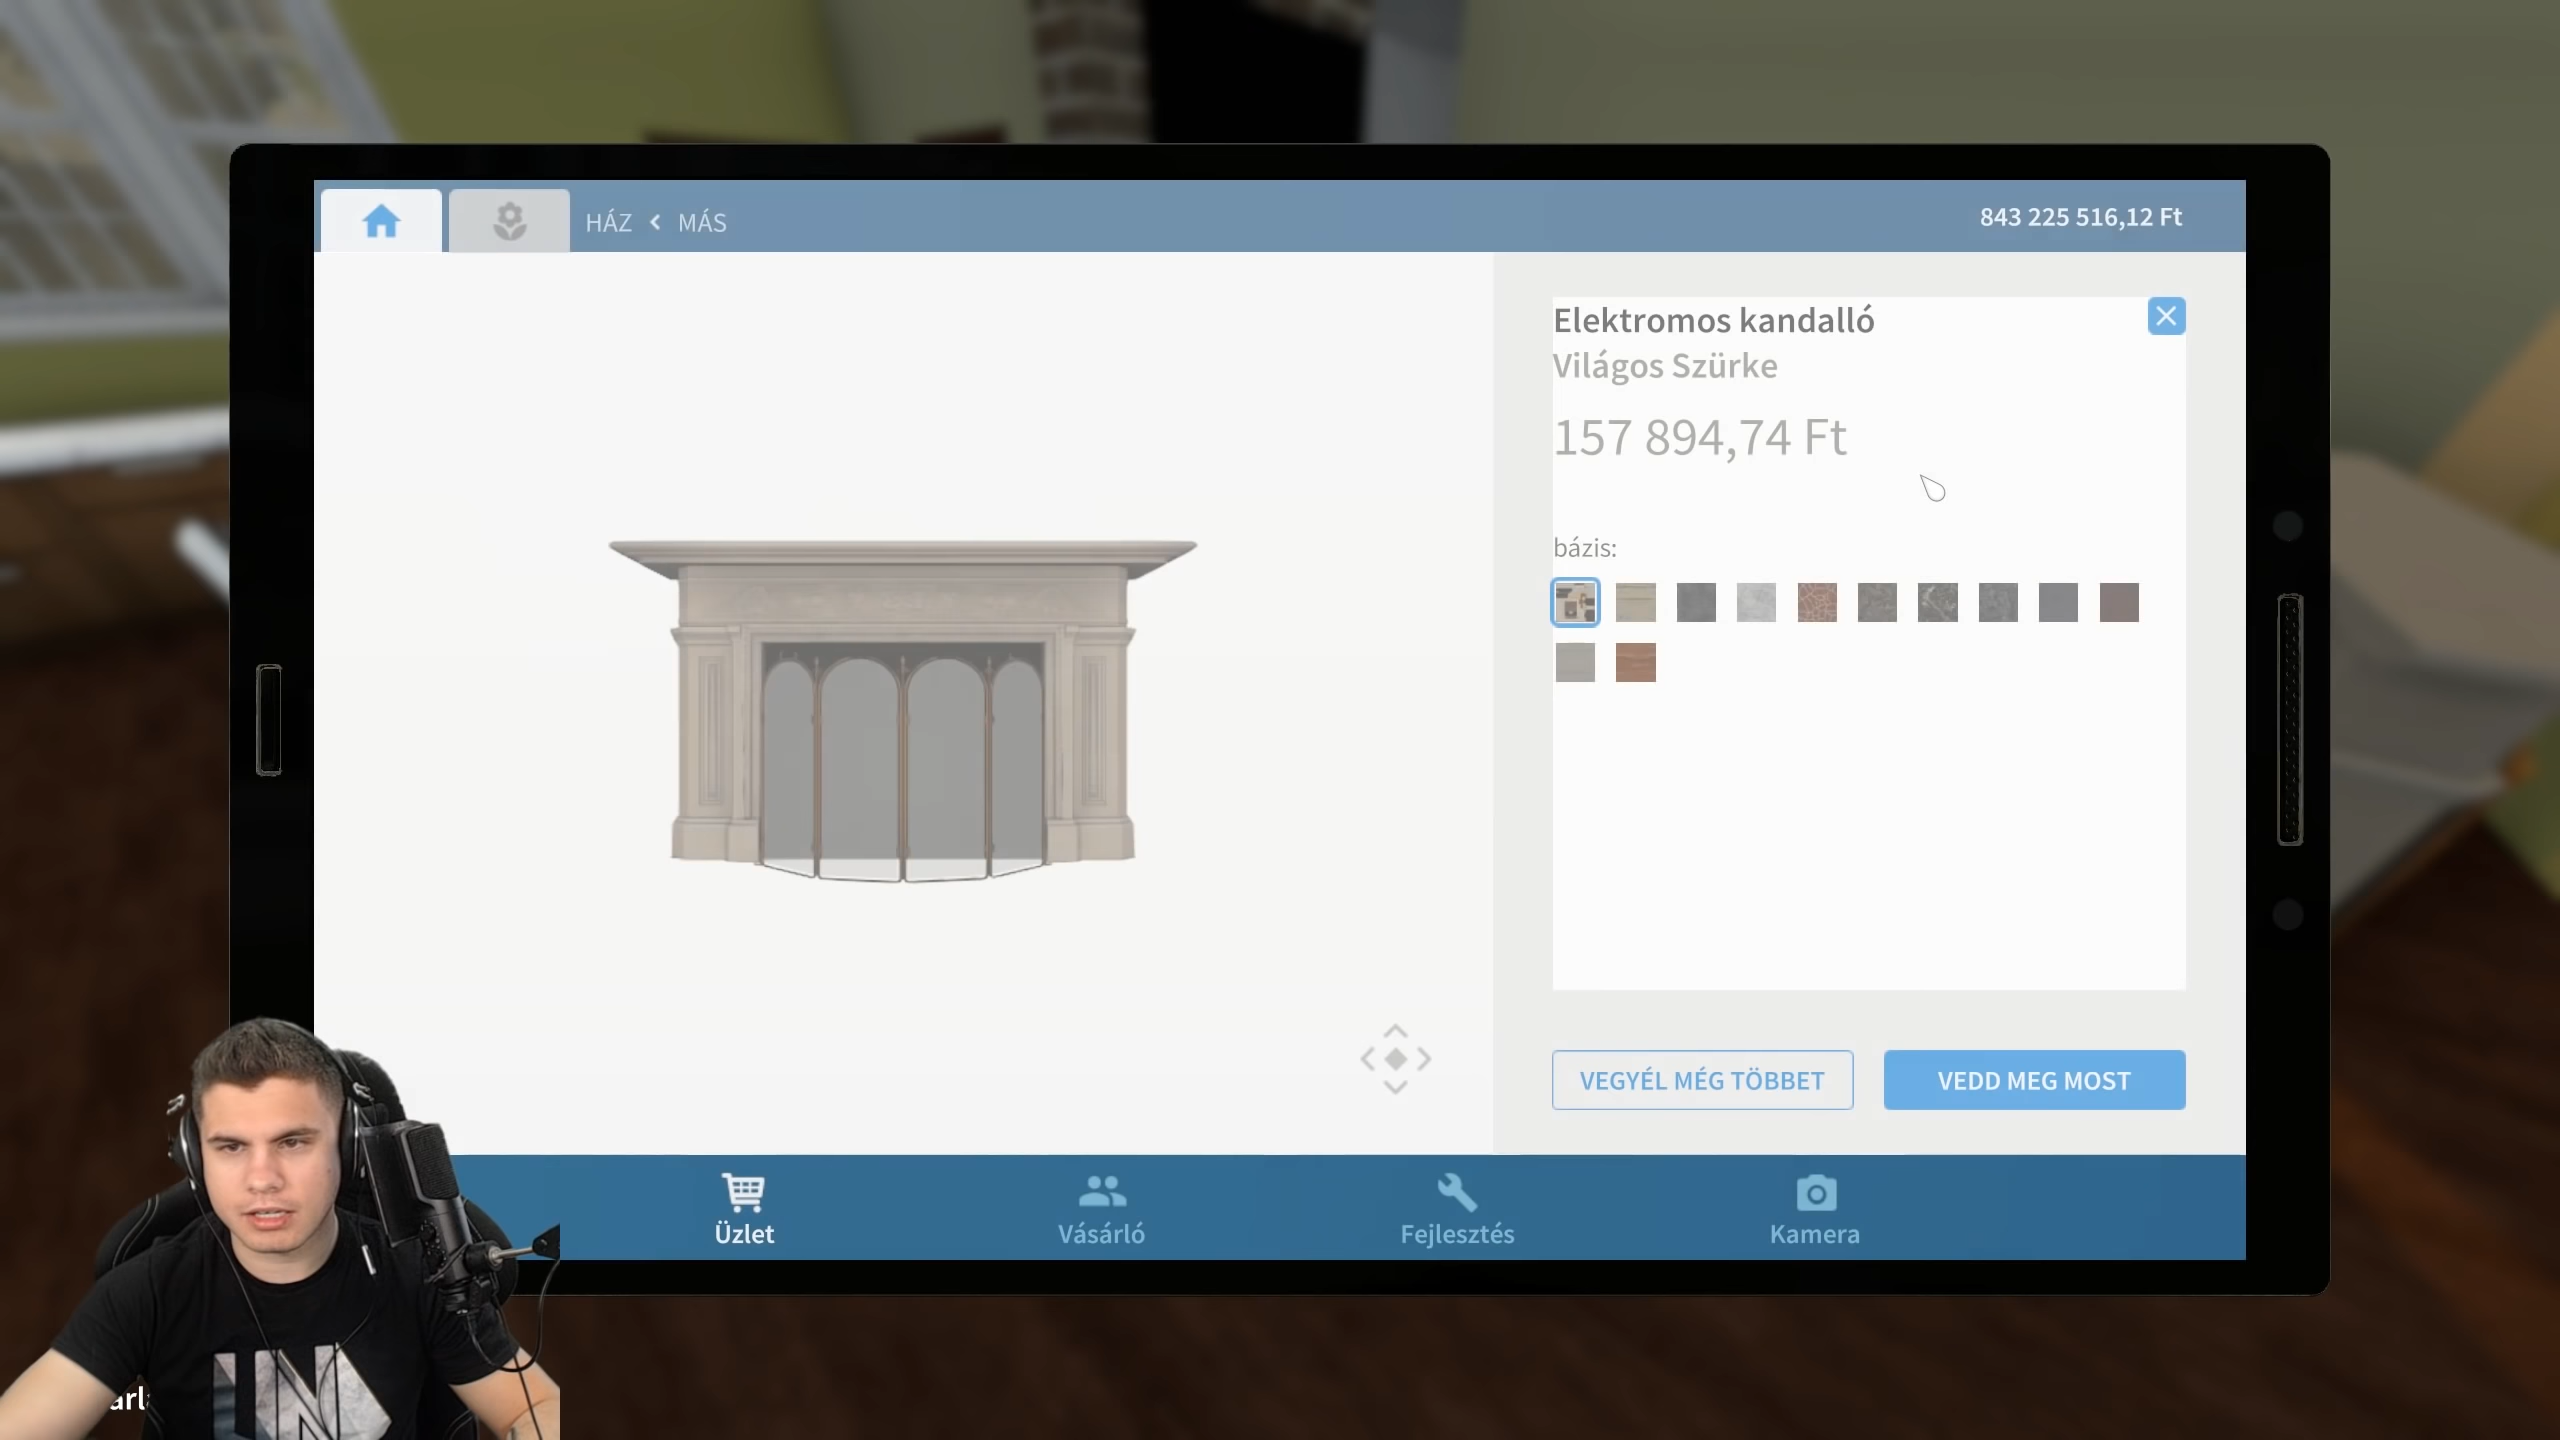 HÁZ MÁS
843 225 516,12 Ft
Elektromos kandalló
Világos Szürke
157 894,74 Ft
bázis:
VEGYÉL MÉG TÖBBET
VEDD MEG MOST
Üzlet
Vásárló
Fejlesztés
Kamera